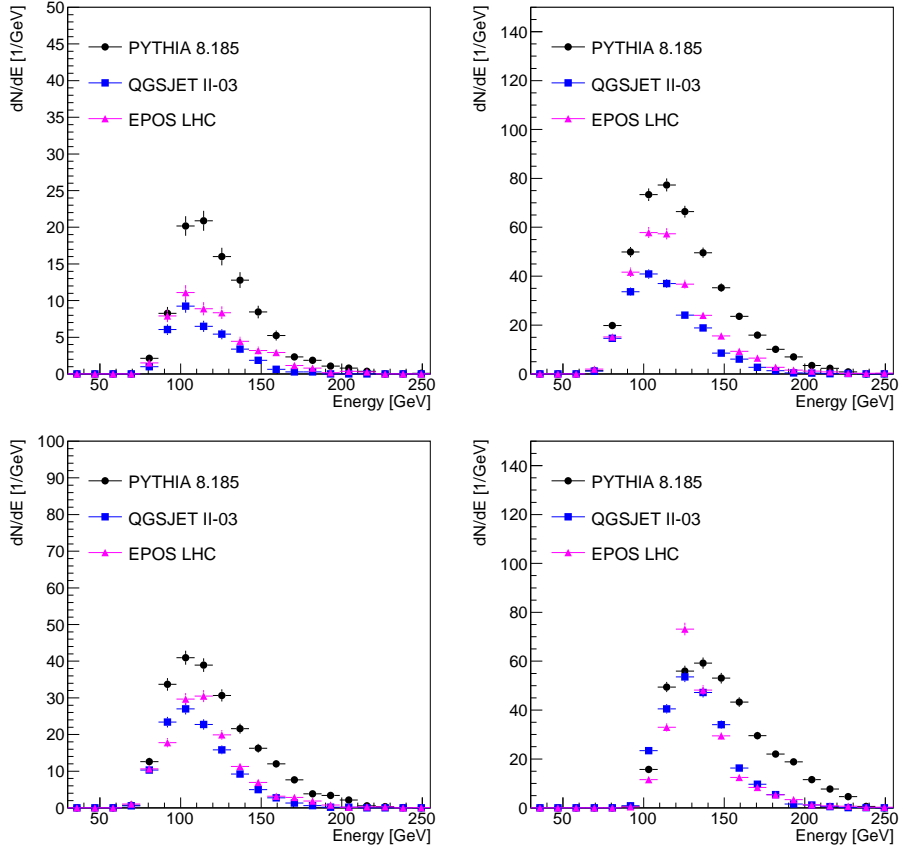 dN/dE [1/GeV]
50
45
40
35
30
25
20
15
10
5
0
PYTHIA 8.185
QGSJET II-03
EPOS LHC
50 100 150 200 250
Energy [GeV]
dN/dE [1/GeV]
140
120
100
80
60
40
20
0
PYTHIA 8.185
QGSJET II-03
EPOS LHC
50 100 150 200 250
Energy [GeV]
dN/dE [1/GeV]
100
90
80
70
60
50
40
30
20
10
0
PYTHIA 8.185
QGSJET II-03
EPOS LHC
50 100 150 200 250
Energy [GeV]
dN/dE [1/GeV]
140
120
100
80
60
40
20
0
PYTHIA 8.185
QGSJET II-03
EPOS LHC
50 100 150 200 250
Energy [GeV]